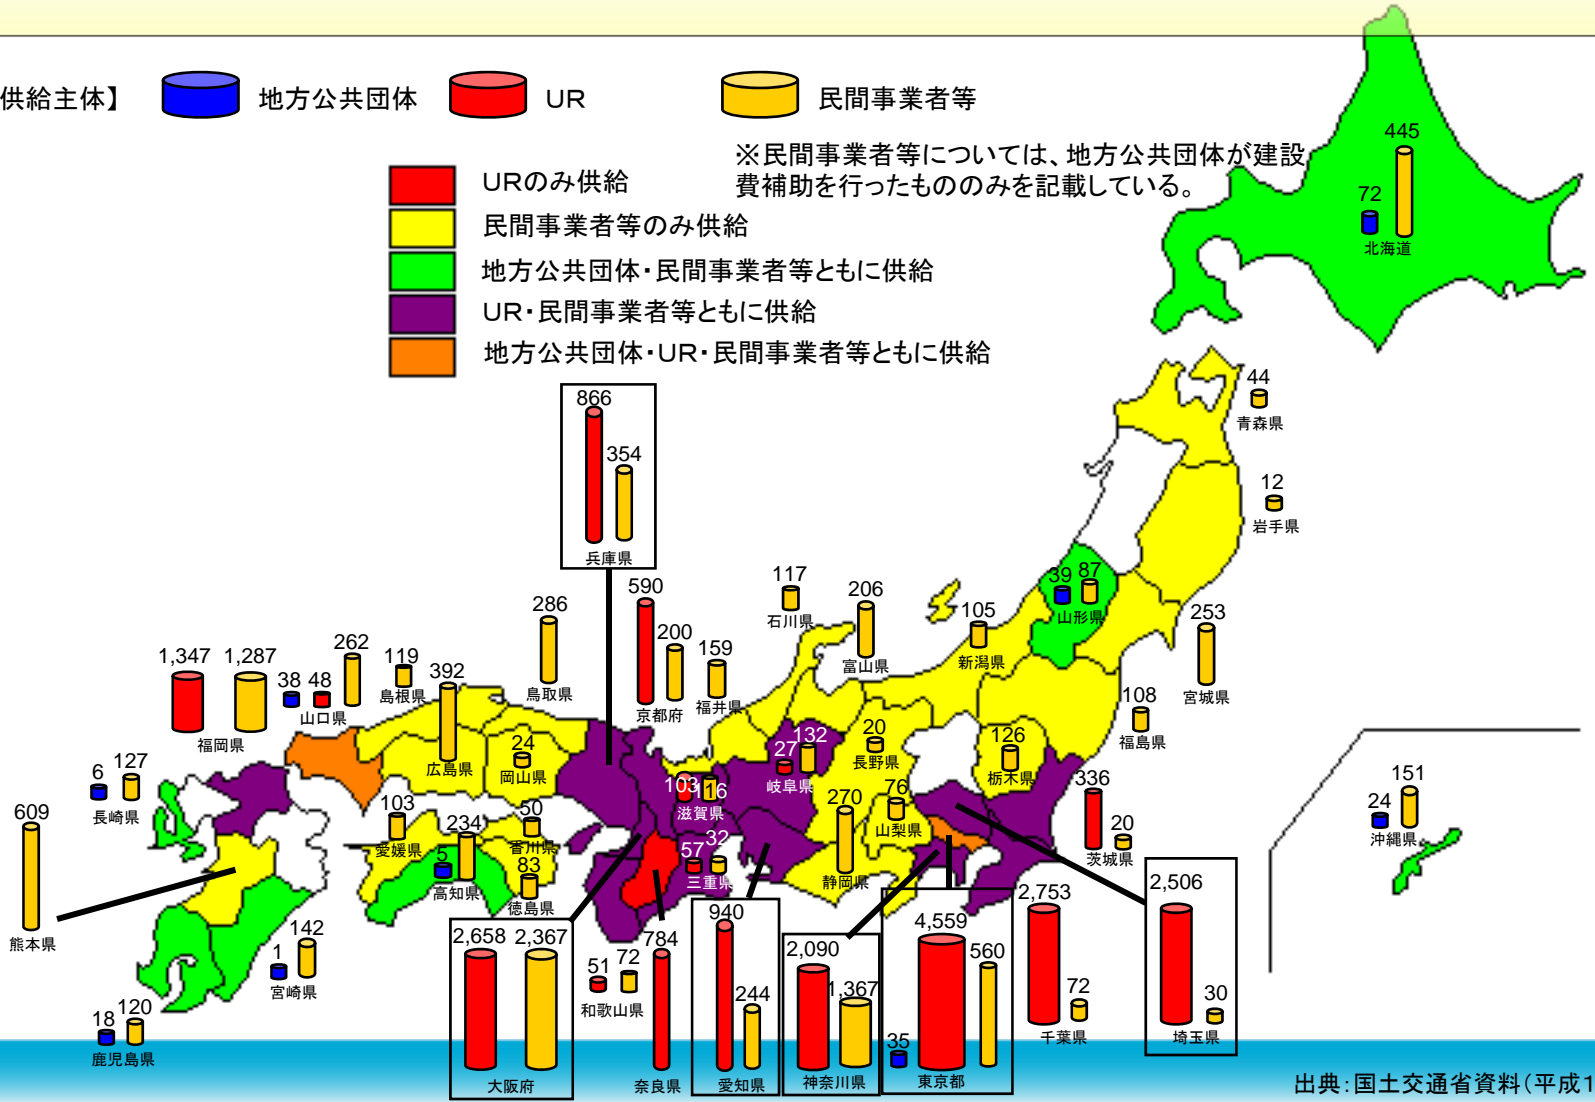 供給主体】
地方公共団体
UR
民間事業者等
※民間事業者等については、地方公共団体が建設
費補助を行ったもののみを記載している。
URのみ供給
民間事業者等のみ供給
地方公共団体・民間事業者等ともに供給
UR・民間事業者等ともに供給
地方公共団体・UR・民間事業者等ともに供給
445
72
北海道
44
青森県
12
岩手県
39 87
山形県
253
宮城県
108
福島県
105
新潟県
206
富山県
117
石川県
159
福井県
590
200
京都府
866
354
兵庫県
286
鳥取県
119
島根県
392
広島県
24
岡山県
262
38 48
山口県
1,347 1,287
福岡県
6 127
長崎県
609
熊本県
1 142
宮崎県
18 120
鹿児島県
103
愛媛県
234
5
高知県
50
香川県
83
徳島県
103
116
滋賀県
132
27
岐阜県
20
長野県
126
栃木県
76
山梨県
270
静岡県
57 32
三重県
336
20
茨城県
151
24
沖縄県
2,658 2,367
大阪府
51 72
和歌山県
784
奈良県
940
244
愛知県
2,090
1,367
神奈川県
4,559
560
35
東京都
2,753
72
千葉県
2,506
30
埼玉県
出典:国土交通省資料(平成1